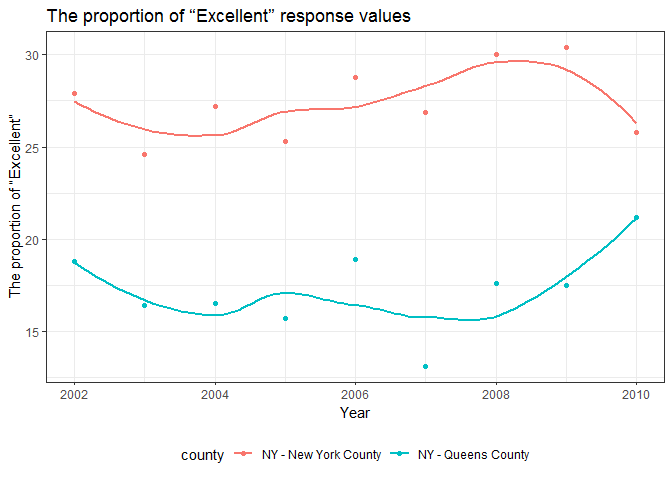 The proportion of “Excellent” response values
30
25
20
15
The proportion of "Excellent"
2002 2004 2006 2008 2010
Year
county NY - New York County NY - Queens County